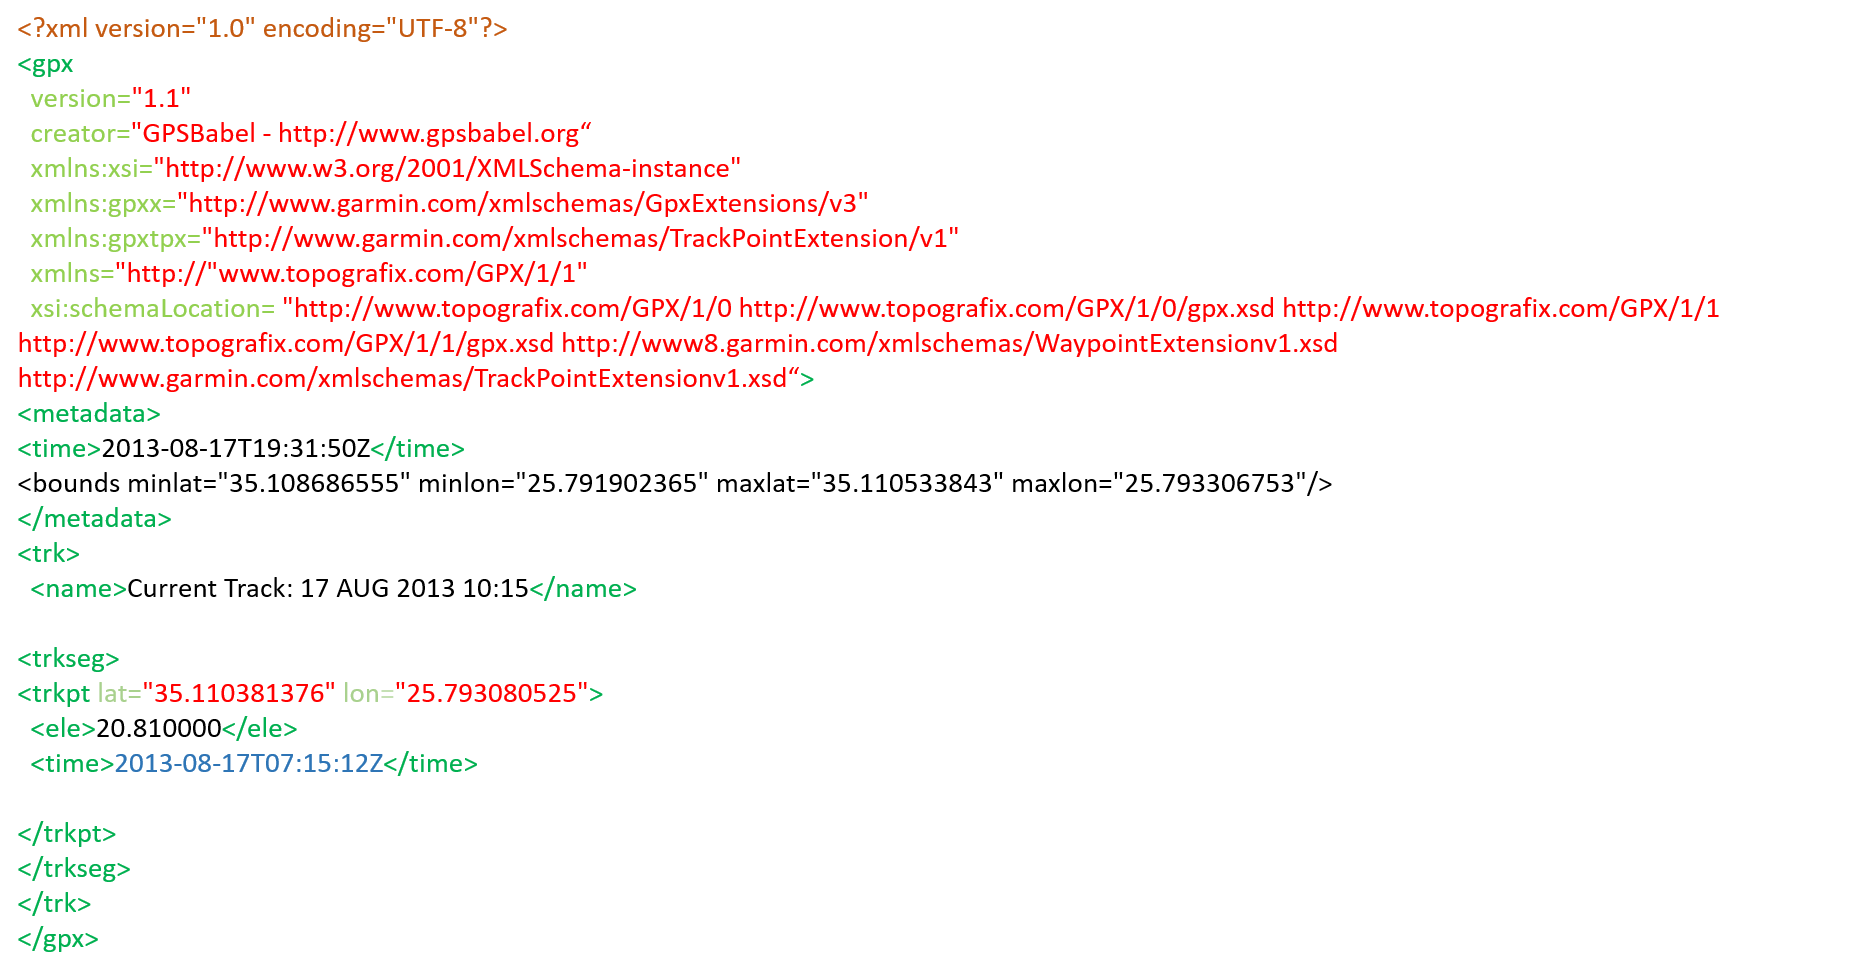 <?xml version="1.0" encoding="UTF-8"?>
<gpx
version="1.1"
creator="GPSBabel - http://www.gpsbabel.org“
xmlns:xsi="http://www.w3.org/2001/XMLSchema-instance"
xmlns:gpxx="http://www.garmin.com/xmlschemas/GpxExtensions/v3"
xmlns:gpxtpx="http://www.garmin.com/xmlschemas/TrackPointExtension/v1"
xmlns="http://"www.topografix.com/GPX/1/1"
xsi:schemaLocation= "http://www.topografix.com/GPX/1/0 http://www.topografix.com/GPX/1/0/gpx.xsd http://www.topografix.com/GPX/1/1
http://www.topografix.com/GPX/1/1/gpx.xsd http://www8.garmin.com/xmlschemas/WaypointExtensionv1.xsd
http://www.garmin.com/xmlschemas/TrackPointExtensionv1.xsd“>
<metadata>
<time>2013-08-17T19:31:50Z</time>
<bounds minlat="35.108686555" minlon="25.791902365" maxlat="35.110533843" maxlon="25.793306753"/>
</metadata>
<trk>
<name>Current Track: 17 AUG 2013 10:15</name>
<trkseg>
<trkpt lat="35.110381376" lon="25.793080525">
<ele>20.810000</ele>
<time>2013-08-17T07:15:12Z</time>
</trkpt>
</trkseg>
</trk>
</gpx>